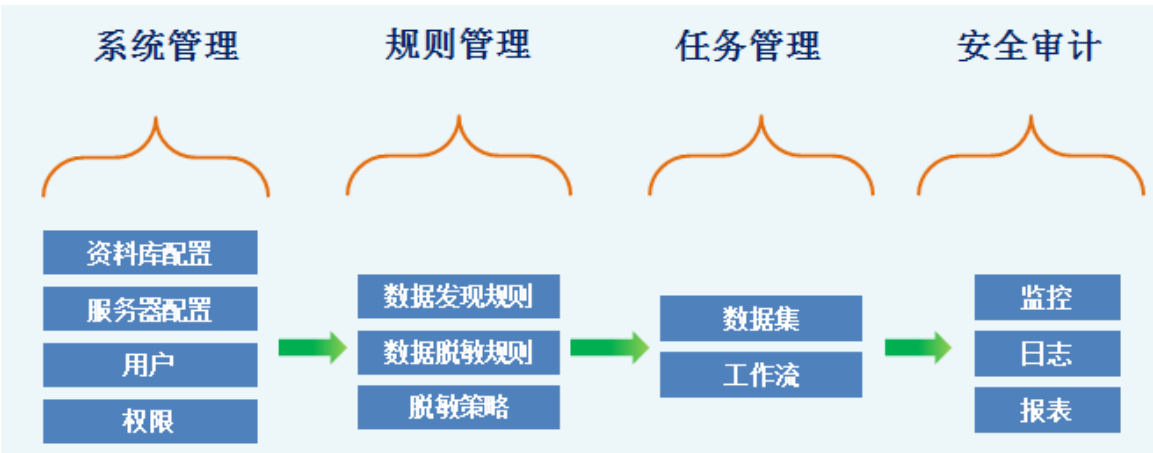 系统管理
规则管理
任务管理
安全审计
资料库配置
服务器配置
用户
权限
数据发现规则
数据脱敏规则
脱敏策略
数据集
工作流
监控
日志
报表